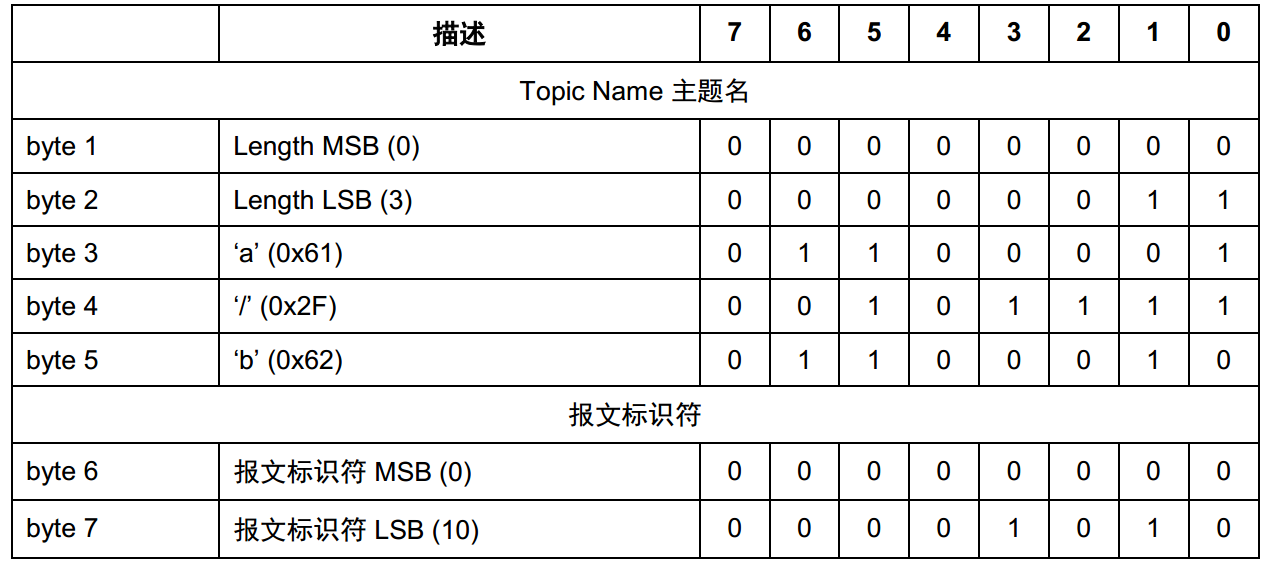 描述 7 6 5 4 3 2 1 0
Topic Name 主题名
byte 1 Length MSB (0) 0 0 0 0 0 0 0 0
byte 2 Length LSB (3) 0 0 0 0 0 0 1 1
byte 3 ‘a’ (0x61) 0 1 1 0 0 0 0 1
byte 4 ‘/’ (0x2F) 0 0 1 0 1 1 1 1
byte 5 ‘b’ (0x62) 0 1 1 0 0 0 1 0
报文标识符
byte 6 报文标识符 MSB (0) 0 0 0 0 0 0 0 0
byte 7 报文标识符 LSB (10) 0 0 0 0 1 0 1 0